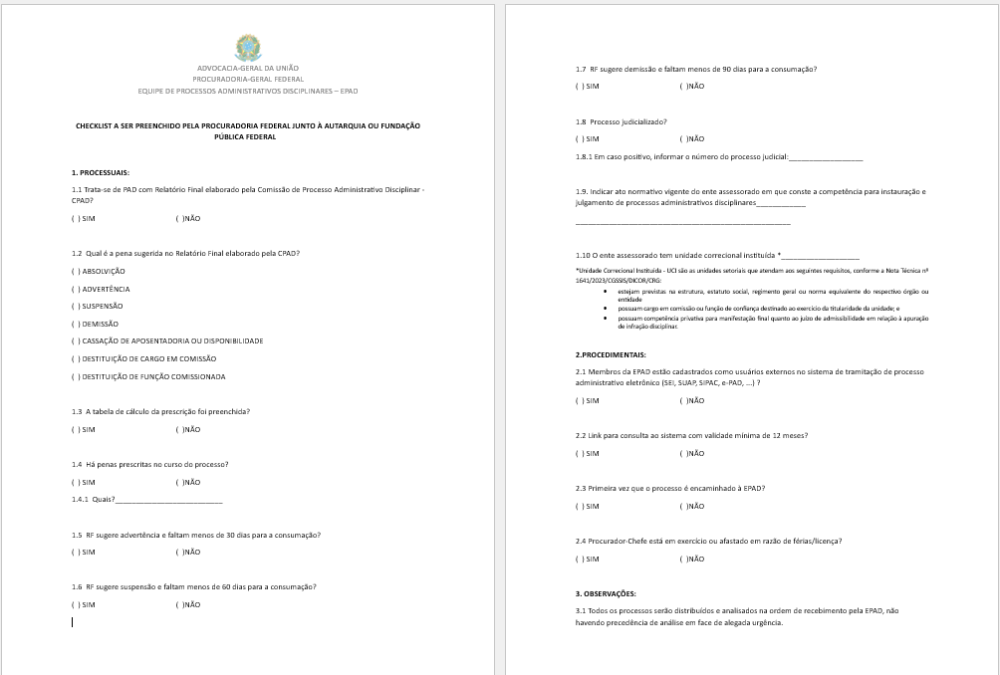 ADVOCACIA-GERAL DA UNIÃO
PROCURADORIA-GERAL FEDERAL
EQUIPE DE PROCESSOS ADMINISTRATIVOS DISCIPLINARES – EPAD
CHECKLIST A SER PREENCHIDO PELA PROCURADORIA FEDERAL JUNTO À AUTARQUIA OU FUNDAÇÃO
PÚBLICA FEDERAL
1. PROCESSUAIS:
1.1 Trata-se de PAD com Relatório Final elaborado pela Comissão de Processo Administrativo Disciplinar -
CPAD?
( ) SIM ( )NÃO
1.2 Qual é a pena sugerida no Relatório Final elaborado pela CPAD?
( ) ABSOLVIÇÃO
( ) ADVERTÊNCIA
( ) SUSPENSÃO
( ) DEMISSÃO
( ) CASSAÇÃO DE APOSENTADORIA OU DISPONIBILIDADE
( ) DESTITUIÇÃO DE CARGO EM COMISSÃO
( ) DESTITUIÇÃO DE FUNÇÃO COMISSIONADA
1.3 A tabela de cálculo da prescrição foi preenchida?
( ) SIM ( )NÃO
1.4 Há penas prescritas no curso do processo?
( ) SIM ( )NÃO
1.4.1 Quais?__________________________
1.5 RF sugere advertência e faltam menos de 30 dias para a consumação?
( ) SIM ( )NÃO
1.6 RF sugere suspensão e faltam menos de 60 dias para a consumação?
( ) SIM ( )NÃO
1.7 RF sugere demissão e faltam menos de 90 dias para a consumação?
( ) SIM ( )NÃO
1.8 Processo judicializado?
( ) SIM ( )NÃO
1.8.1 Em caso positivo, informar o número do processo judicial:__________________
1.9. Indicar ato normativo vigente do ente assessorado em que conste a competência para instauração e
julgamento de processos administrativos disciplinares____________
____________________________________________________
1.10 O ente assessorado tem unidade correcional instituída *___________________
*Unidade Correcional Instituída - UCI são as unidades setoriais que atendam aos seguintes requisitos, conforme a Nota Técnica nº
1641/2023/CGSSIS/DICOR/CRG:
• estejam previstas na estrutura, estatuto social, regimento geral ou norma equivalente do respectivo órgão ou
entidade
• possuam cargo em comissão ou função de confiança destinado ao exercício da titularidade da unidade; e
• possuam competência privativa para manifestação final quanto ao juízo de admissibilidade em relação à apuração
de infração disciplinar.
2.PROCEDIMENTAIS:
2.1 Membros da EPAD estão cadastrados como usuários externos no sistema de tramitação de processo
administrativo eletrônico (SEI, SUAP, SIPAC, e-PAD, ...) ?
( ) SIM ( )NÃO
2.2 Link para consulta ao sistema com validade mínima de 12 meses?
( ) SIM ( )NÃO
2.3 Primeira vez que o processo é encaminhado à EPAD?
( ) SIM ( )NÃO
2.4 Procurador-Chefe está em exercício ou afastado em razão de férias/licença?
( ) SIM ( )NÃO
3. OBSERVAÇÕES:
3.1 Todos os processos serão distribuídos e analisados na ordem de recebimento pela EPAD, não
havendo precedência de análise em face de alegada urgência.